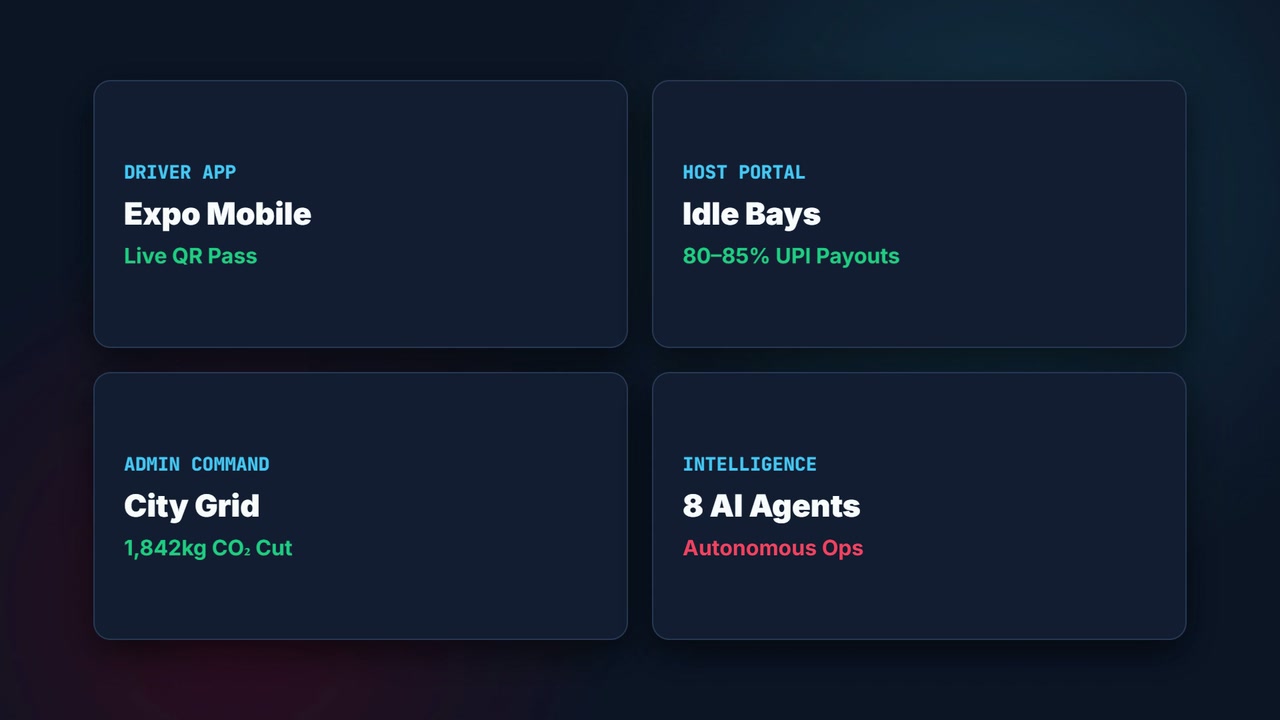 DRIVER APP
Expo Mobile
Live QR Pass
HOST PORTAL
Idle Bays
80–85% UPI Payouts
ADMIN COMMAND
City Grid
1,842kg CO₂ Cut
INTELLIGENCE
8 AI Agents
Autonomous Ops